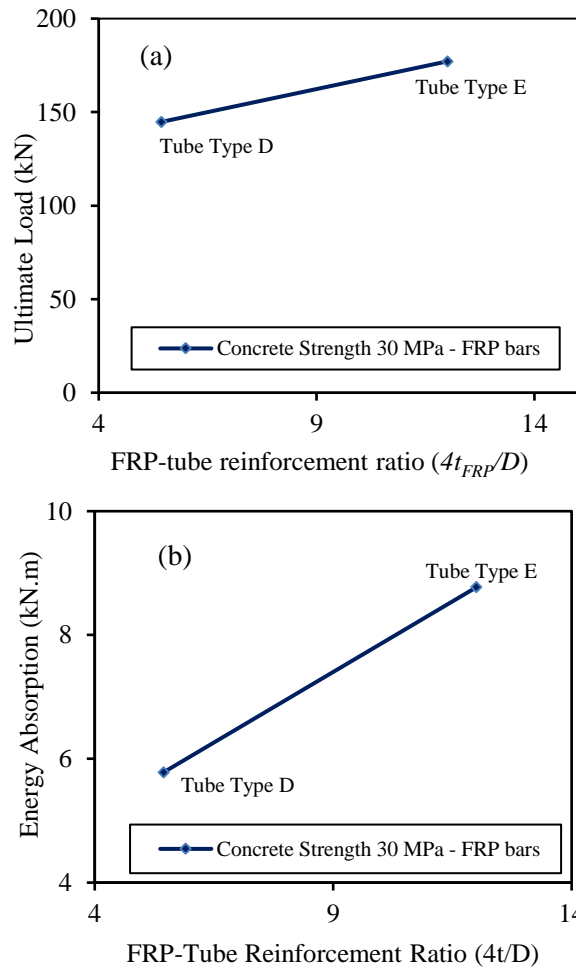 200
(a)
Tube Type E
150
Tube Type D
Ultimate Load (kN)
100
50
Concrete Strength 30 MPa - FRP bars
0
4 9 14
FRP-tube reinforcement ratio (4t_FRP/D)
10
(b)
Tube Type E
8
Energy Absorption (kN.m)
6
Tube Type D
Concrete Strength 30 MPa - FRP bars
4
4 9 14
FRP-Tube Reinforcement Ratio (4t/D)